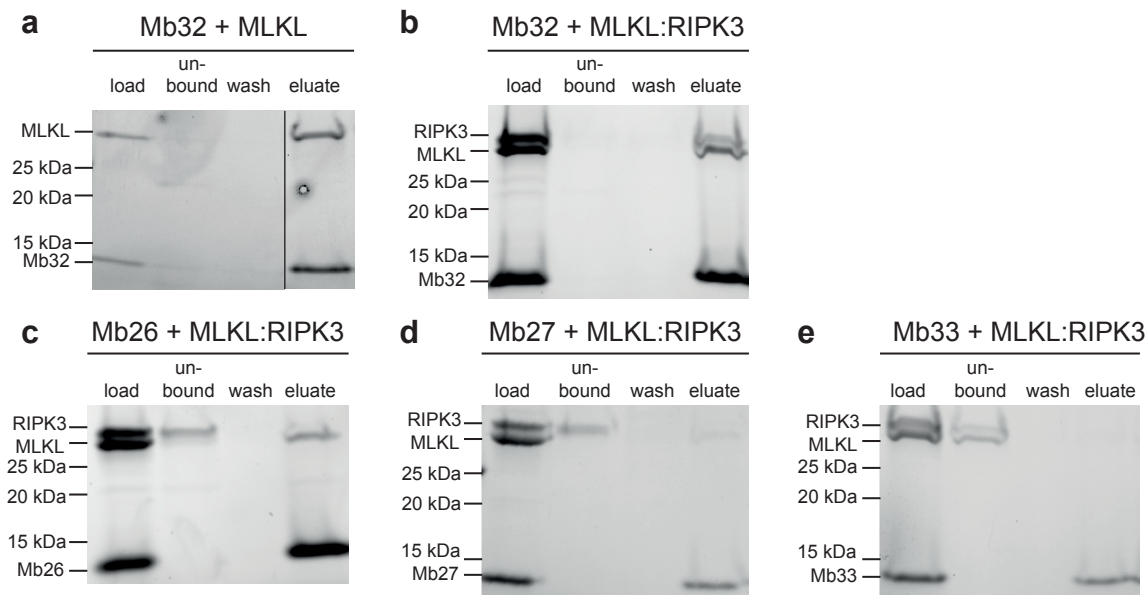 a
Mb32 + MLKL
load
un-
bound
wash
eluate
MLKL
25 kDa
20 kDa
15 kDa
Mb32
b
Mb32 + MLKL:RIPK3
load
un-
bound
wash
eluate
RIPK3
MLKL
25 kDa
20 kDa
15 kDa
Mb32
c
Mb26 + MLKL:RIPK3
load
un-
bound
wash
eluate
RIPK3
MLKL
25 kDa
20 kDa
15 kDa
Mb26
d
Mb27 + MLKL:RIPK3
load
un-
bound
wash
eluate
RIPK3
MLKL
25 kDa
20 kDa
15 kDa
Mb27
e
Mb33 + MLKL:RIPK3
load
un-
bound
wash
eluate
RIPK3
MLKL
25 kDa
20 kDa
15 kDa
Mb33